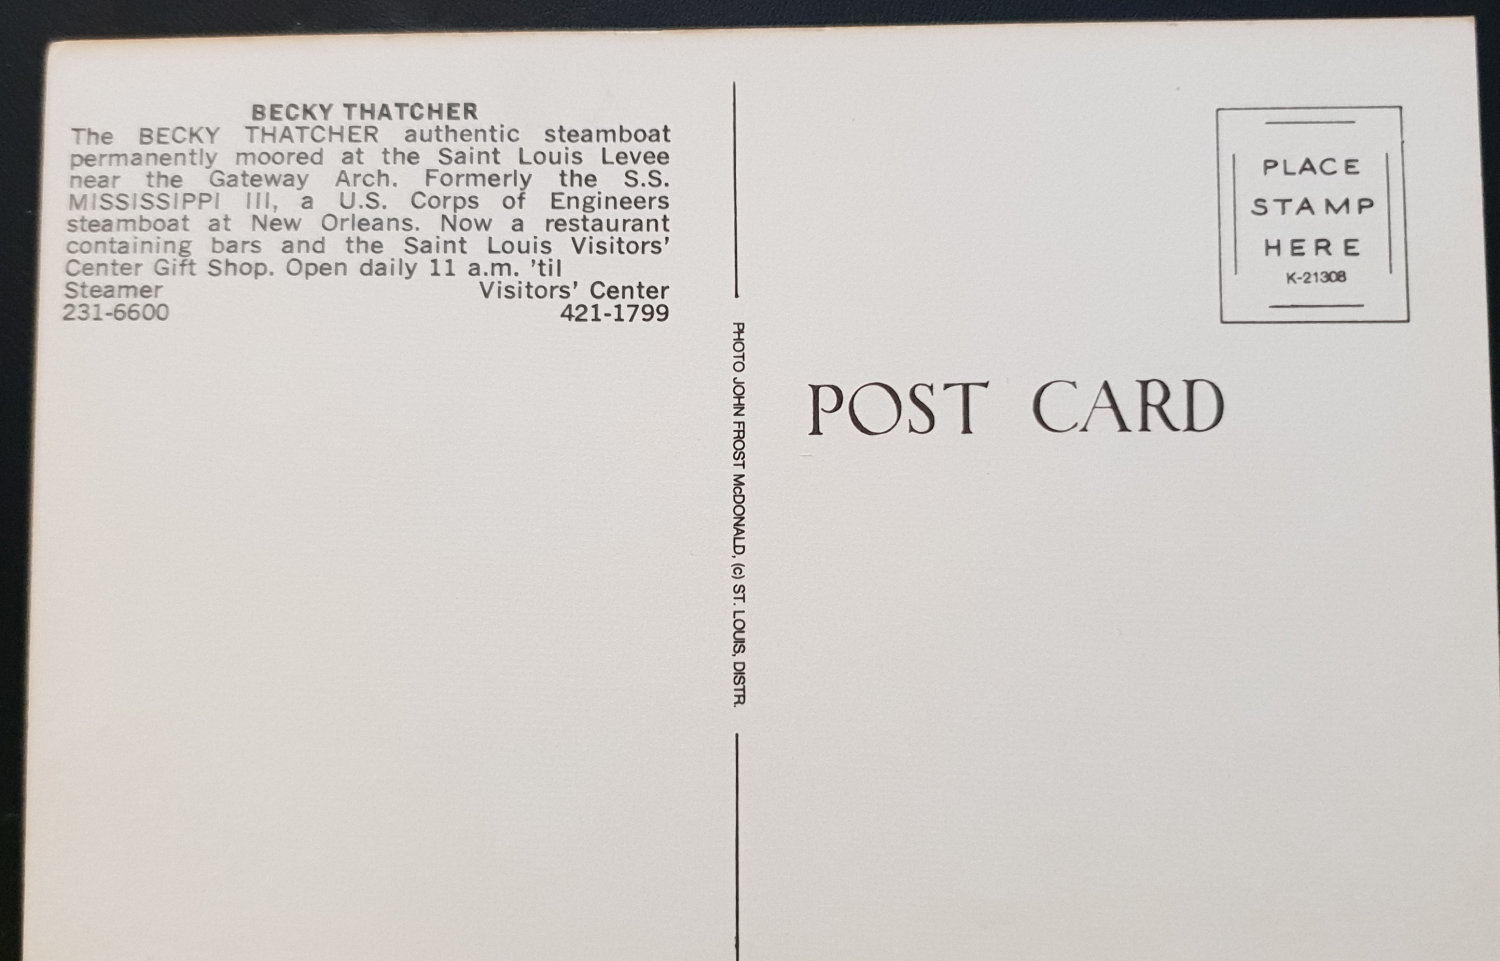 BECKY THATCHER
The BECKY THATCHER authentic steamboat
permanently moored at the Saint Louis Levee
near the Gateway Arch. Formerly the S.S.
MISSISSIPPI III, a U.S. Corps of Engineers
steamboat at New Orleans. Now a restaurant
containing bars and the Saint Louis Visitors'
Center Gift Shop. Open daily 11 a.m. 'til
Steamer Visitors' Center
231-6600 421-1799
PHOTO JOHN FROST McDONALD, (c) ST. LOUIS, DISTR.
PLACE
STAMP
HERE
K-21308
POST CARD